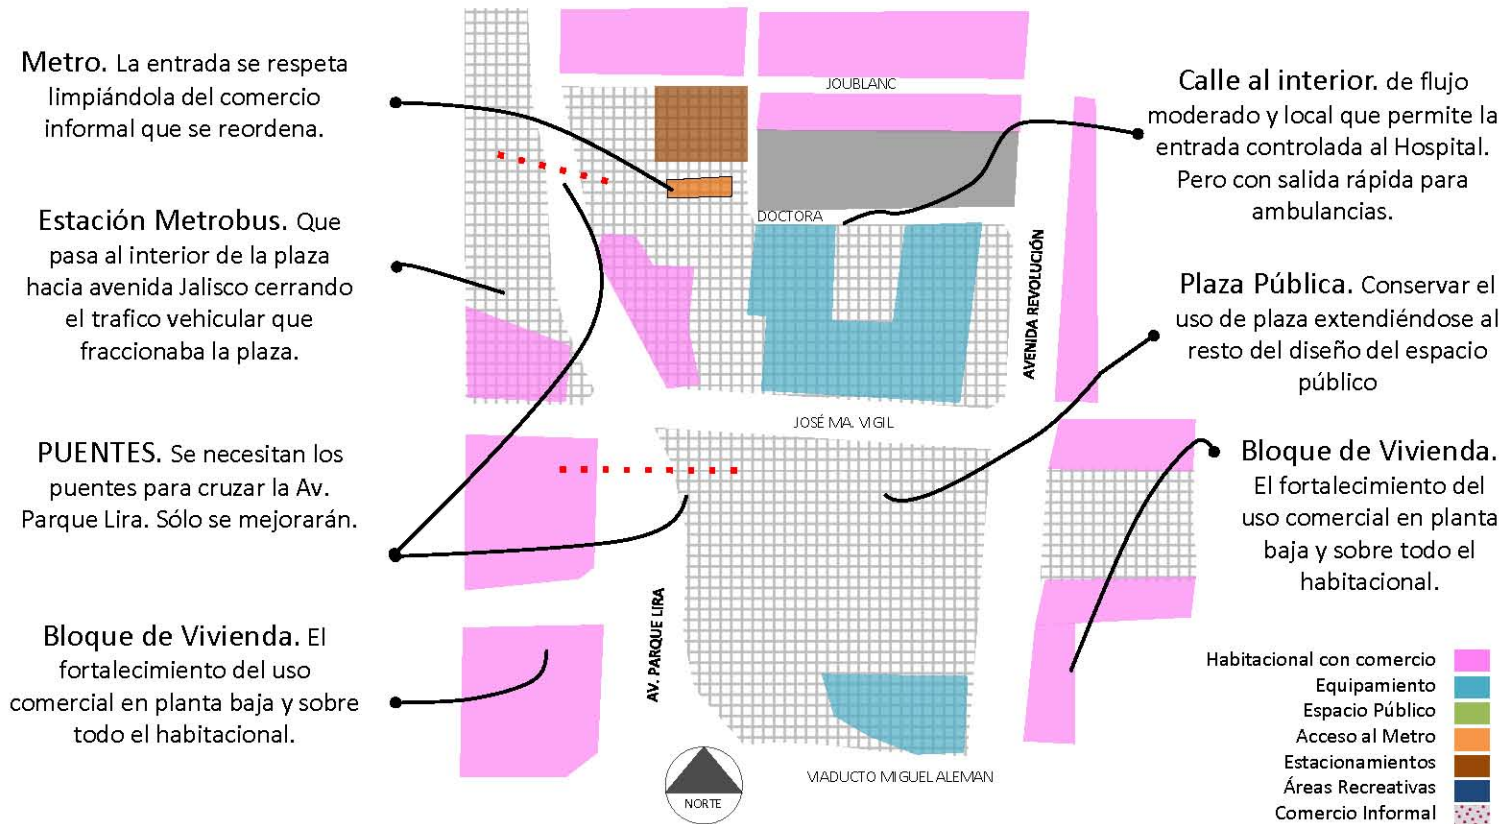 Metro. La entrada se respeta
limpiándola del comercio
informal que se reordena.
Estación Metrobus. Que
pasa al interior de la plaza
hacia avenida Jalisco cerrando
el trafico vehicular que
fraccionaba la plaza.
PUENTES. Se necesitan los
puentes para cruzar la Av.
Parque Lira. Sólo se mejorarán.
Bloque de Vivienda. El
fortalecimiento del uso
comercial en planta baja y sobre
todo el habitacional.
JOUBLANC
DOCTORA
AVENIDA REVOLUCIÓN
JOSÉ MA. VIGIL
AV. PARQUE LIRA
VIADUCTO MIGUEL ALEMAN
NORTE
Calle al interior. de flujo
moderado y local que permite la
entrada controlada al Hospital.
Pero con salida rápida para
ambulancias.
Plaza Pública. Conservar el
uso de plaza extendiéndose al
resto del diseño del espacio
público
Bloque de Vivienda.
El fortalecimiento del
uso comercial en planta
baja y sobre todo el
habitacional.
Habitacional con comercio
Equipamiento
Espacio Público
Acceso al Metro
Estacionamientos
Áreas Recreativas
Comercio Informal